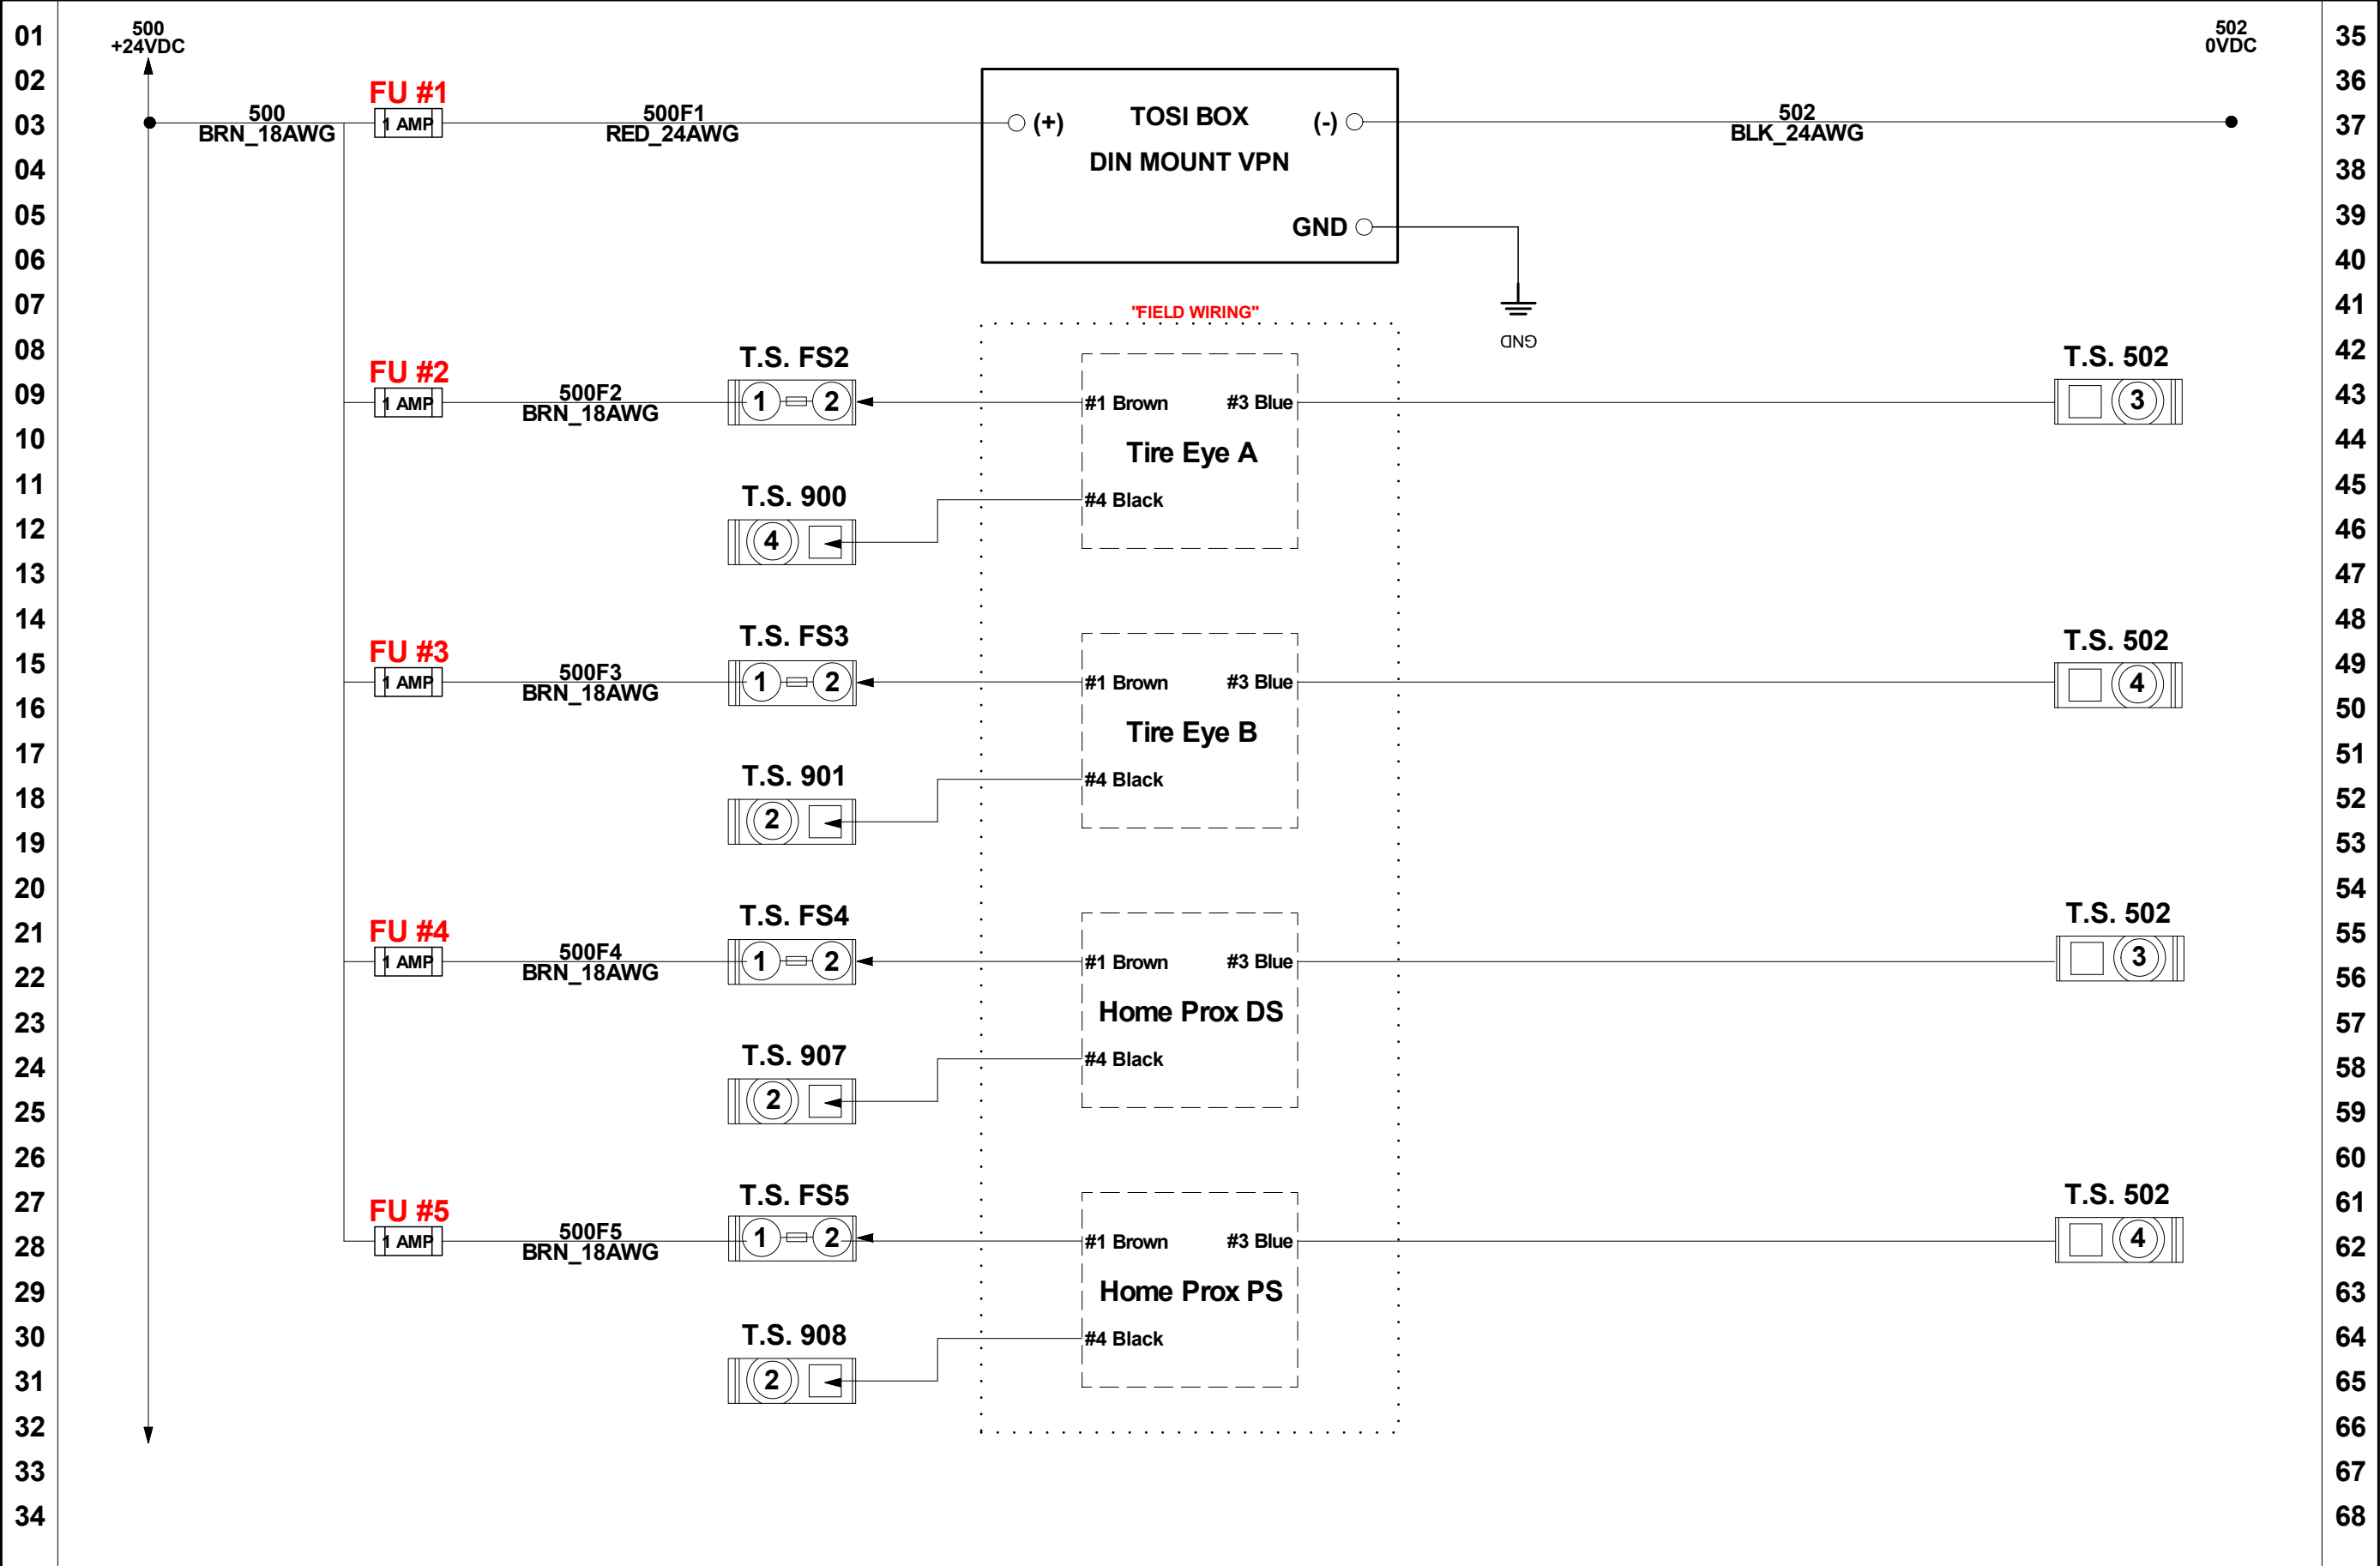 01
02
03
04
05
06
07
08
09
10
11
12
13
14
15
16
17
18
19
20
21
22
23
24
25
26
27
28
29
30
31
32
33
34
500
+24VDC
502
0VDC
FU #1
500
BRN_18AWG
1 AMP
500F1
RED_24AWG
(+)
TOSI BOX
(-)
DIN MOUNT VPN
GND
502
BLK_24AWG
GND
"FIELD WIRING"
FU #2
1 AMP
500F2
BRN_18AWG
T.S. FS2
1 2
#1 Brown #3 Blue
Tire Eye A
#4 Black
T.S. 900
4
T.S. 502
3
FU #3
1 AMP
500F3
BRN_18AWG
T.S. FS3
1 2
#1 Brown #3 Blue
Tire Eye B
#4 Black
T.S. 901
2
T.S. 502
4
FU #4
1 AMP
500F4
BRN_18AWG
T.S. FS4
1 2
#1 Brown #3 Blue
Home Prox DS
#4 Black
T.S. 907
2
T.S. 502
3
FU #5
1 AMP
500F5
BRN_18AWG
T.S. FS5
1 2
#1 Brown #3 Blue
Home Prox PS
#4 Black
T.S. 908
2
T.S. 502
4
35
36
37
38
39
40
41
42
43
44
45
46
47
48
49
50
51
52
53
54
55
56
57
58
59
60
61
62
63
64
65
66
67
68